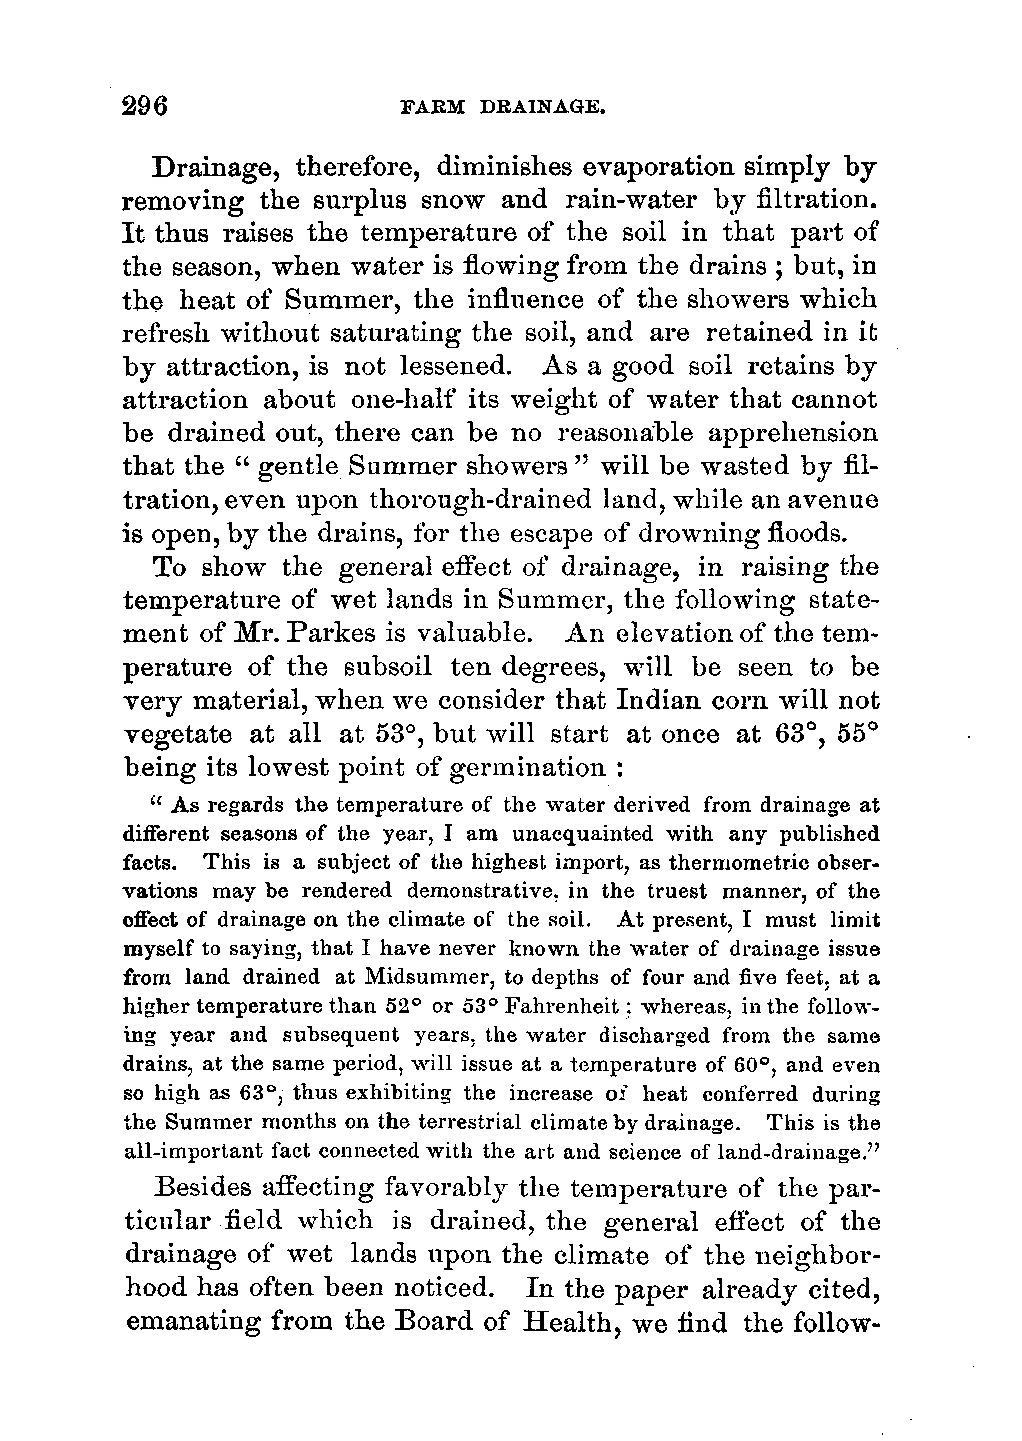 296 FARM DRAINAGE.
Drainage, therefore, diminishes evaporation simply by
removing the surplus snow and rain-water by filtration.
It thus raises the temperature of the soil in that part of
the season, when water is flowing from the drains ; but, in
the heat of Summer, the influence of the showers which
refresh without saturating the soil, and are retained in it
by attraction, is not lessened. As a good soil retains by
attraction about one-half its weight of water that cannot
be drained out, there can be no reasonable apprehension
that the “ gentle Summer showers ” will be wasted by fil-
tration, even upon thorough-drained land, while an avenue
is open, by the drains, for the escape of drowning floods.
To show the general effect of drainage, in raising the
temperature of wet lands in Summer, the following state-
ment of Mr. Parkes is valuable. An elevation of the tem-
perature of the subsoil ten degrees, will be seen to be
very material, when we consider that Indian corn will not
vegetate at all at 53°, but will start at once at 63°, 55°
being its lowest point of germination :
“ As regards the temperature of the water derived from drainage at
different seasons of the year, I am unacquainted with any published
facts. This is a subject of the highest import, as thermometric obser-
vations may be rendered demonstrative, in the truest manner, of the
effect of drainage on the climate of the soil. At present, I must limit
myself to saying, that I have never known the water of drainage issue
from land drained at Midsummer, to depths of four and five feet, at a
higher temperature than 52° or 53° Fahrenheit ; whereas, in the follow-
ing year and subsequent years, the water discharged from the same
drains, at the same period, will issue at a temperature of 60°, and even
so high as 63°, thus exhibiting the increase of heat conferred during
the Summer months on the terrestrial climate by drainage. This is the
all-important fact connected with the art and science of land-drainage.”
Besides affecting favorably the temperature of the par-
ticular field which is drained, the general effect of the
drainage of wet lands upon the climate of the neighbor-
hood has often been noticed. In the paper already cited,
emanating from the Board of Health, we find the follow-